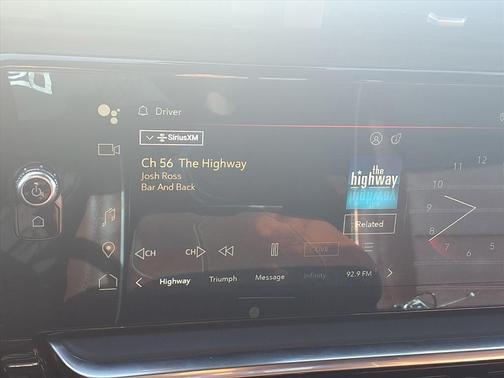 Driver
SiriusXM
Ch 56 The Highway
Josh Ross
Bar And Back
the
highway
Related
CH
CH
LIVE
Highway Triumph Message Infinity 92.9 FM
11
12
10
9
8
7
6
5